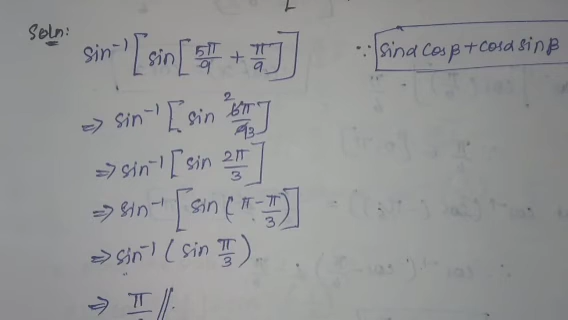 Soln:
sin⁻¹[sin[5π/9 + π/9]] ∵ sinα cosβ + cosα sinβ
⇒ sin⁻¹[sin 2 6π/9 3]
⇒ sin⁻¹[sin 2π/3]
⇒ sin⁻¹[sin(π - π/3)]
⇒ sin⁻¹(sin π/3)
⇒ π